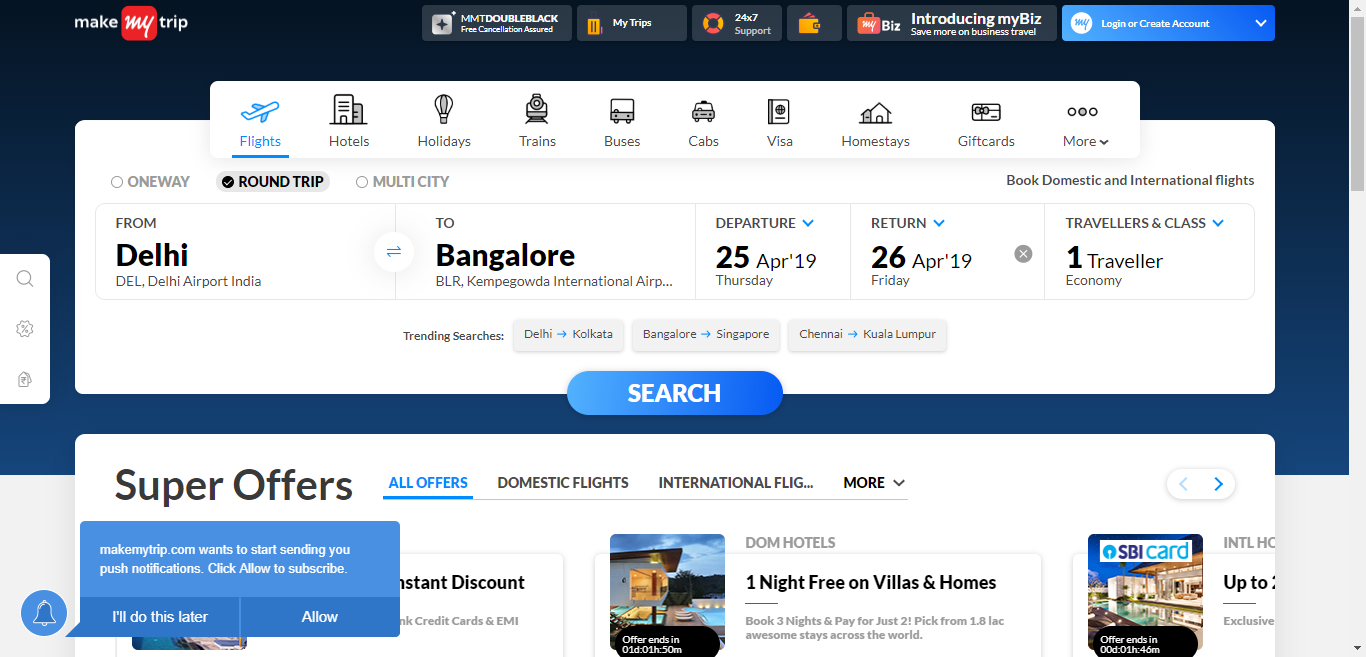 make my trip
MMTDOUBLEBLACK
Free Cancellation Assured
My Trips
24x7
Support
my Biz
Introducing myBiz
Save more on business travel
my
Login or Create Account
Flights
Hotels
Holidays
Trains
Buses
Cabs
Visa
Homestays
Giftcards
More
ONEWAY
ROUND TRIP
MULTI CITY
Book Domestic and International flights
FROM
Delhi
DEL, Delhi Airport India
TO
Bangalore
BLR, Kempegowda International Airp...
DEPARTURE
25 Apr'19
Thursday
RETURN
26 Apr'19
Friday
TRAVELLERS & CLASS
1 Traveller
Economy
Trending Searches:
Delhi → Kolkata
Bangalore → Singapore
Chennai → Kuala Lumpur
SEARCH
Super Offers
ALL OFFERS
DOMESTIC FLIGHTS
INTERNATIONAL FLIG...
MORE
makemytrip.com wants to start sending you
push notifications. Click Allow to subscribe.
I'll do this later
Allow
nstant Discount
nk Credit Cards & EMI
Offer ends in
01d:01h:50m
DOM HOTELS
1 Night Free on Villas & Homes
Book 3 Nights & Pay for Just 2! Pick from 1.8 lac
awesome stays across the world.
SBI card
Offer ends in
00d:01h:46m
INTL HO
Up to 2
Exclusive